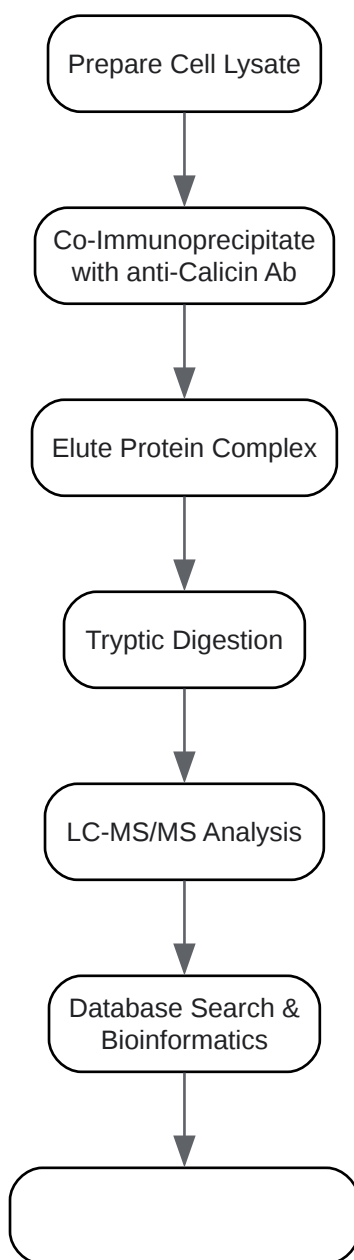 Prepare Cell Lysate
Co-Immunoprecipitate
with anti-Calicin Ab
Elute Protein Complex
Tryptic Digestion
LC-MS/MS Analysis
Database Search &
Bioinformatics